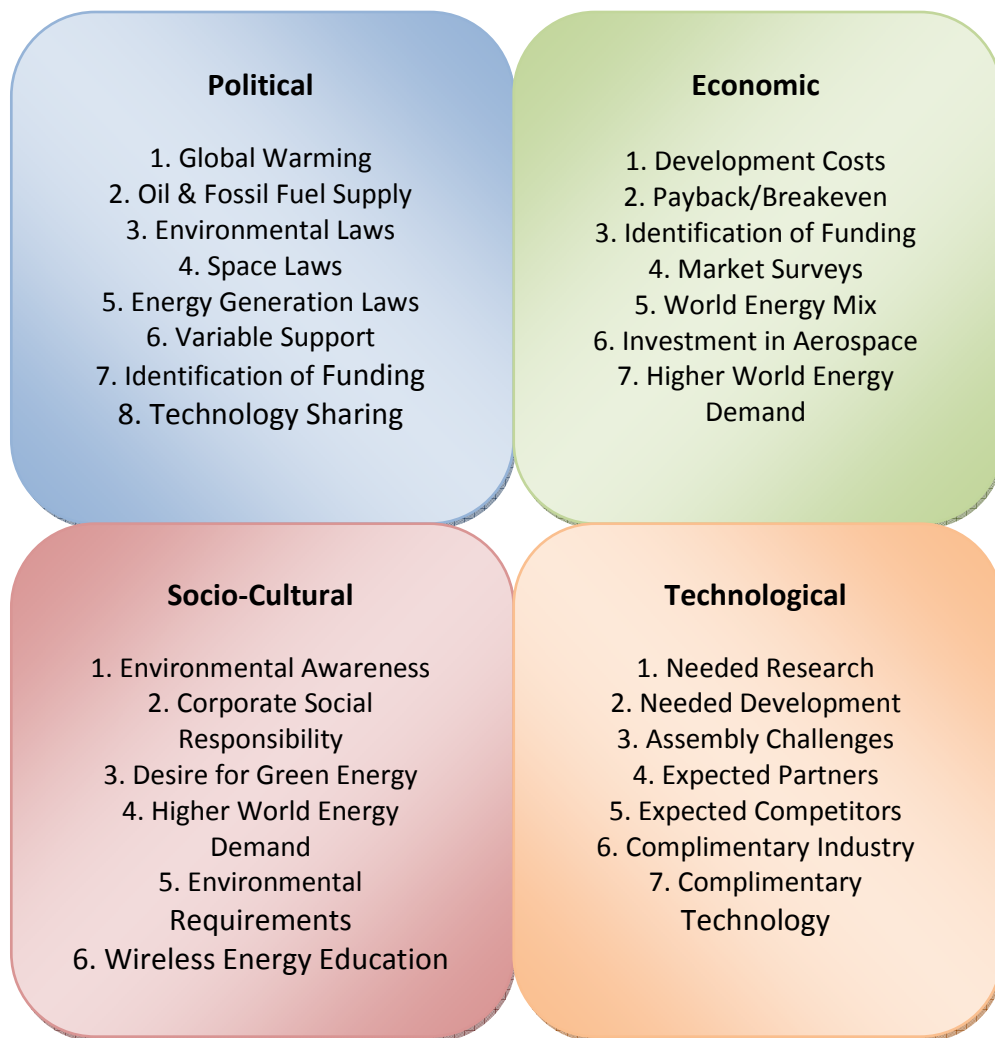 Political
1. Global Warming
2. Oil & Fossil Fuel Supply
3. Environmental Laws
4. Space Laws
5. Energy Generation Laws
6. Variable Support
7. Identification of Funding
8. Technology Sharing
Economic
1. Development Costs
2. Payback/Breakeven
3. Identification of Funding
4. Market Surveys
5. World Energy Mix
6. Investment in Aerospace
7. Higher World Energy
Demand
Socio-Cultural
1. Environmental Awareness
2. Corporate Social
Responsibility
3. Desire for Green Energy
4. Higher World Energy
Demand
5. Environmental
Requirements
6. Wireless Energy Education
Technological
1. Needed Research
2. Needed Development
3. Assembly Challenges
4. Expected Partners
5. Expected Competitors
6. Complimentary Industry
7. Complimentary
Technology